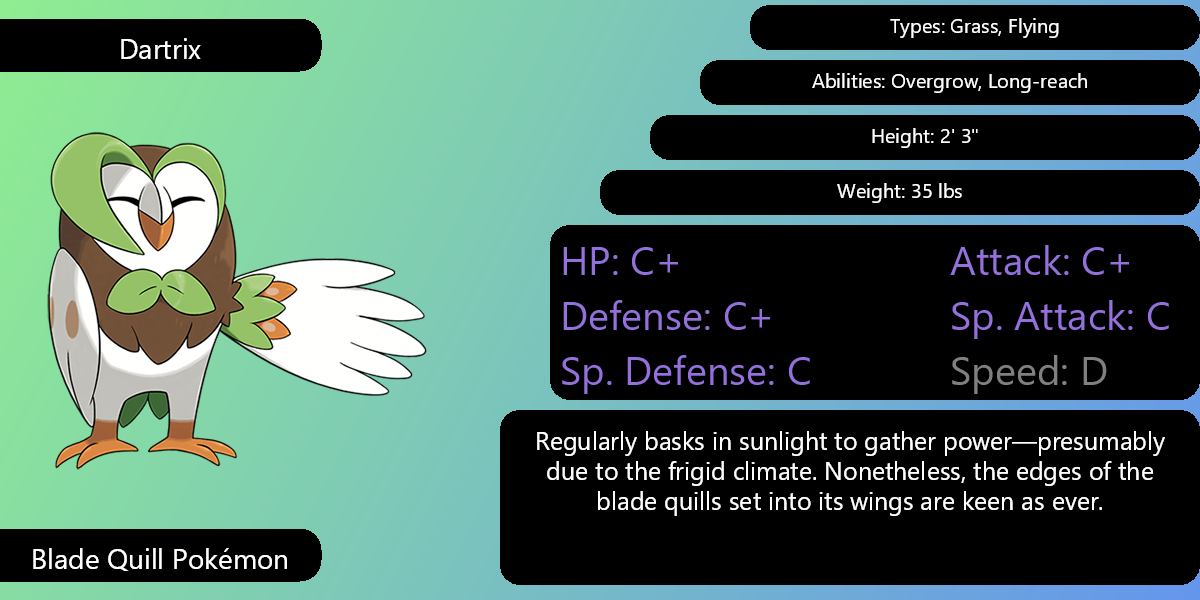 Dartrix
Types: Grass, Flying
Abilities: Overgrow, Long-reach
Height: 2' 3"
Weight: 35 lbs
HP: C+
Attack: C+
Defense: C+
Sp. Attack: C
Sp. Defense: C
Speed: D
Regularly basks in sunlight to gather power—presumably
due to the frigid climate. Nonetheless, the edges of the
blade quills set into its wings are keen as ever.
Blade Quill Pokémon